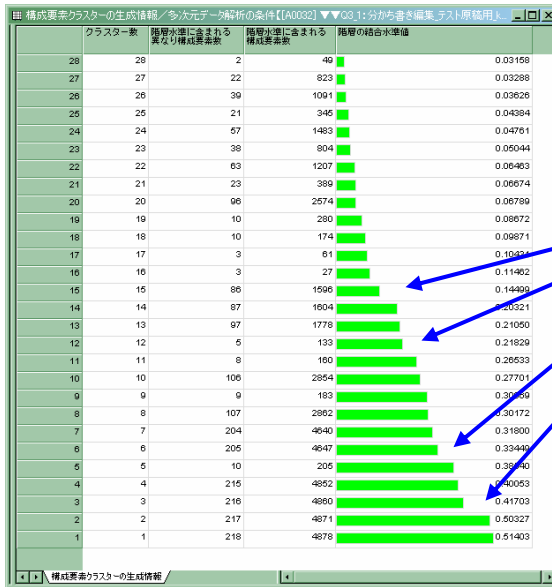 構成要素クラスターの生成情報／多次元データ解析の条件【[A0032] ▼▼Q3_1:分かち書き編集_テスト原稿用
クラスター数 階層水準に含まれる異なり構成要素数 階層水準に含まれる構成要素数 階層の結合水準値
28 28 2 49 0.03158
27 27 22 823 0.03288
26 26 39 1091 0.03626
25 25 21 345 0.04384
24 24 57 1483 0.04761
23 23 38 804 0.05044
22 22 63 1207 0.06463
21 21 23 389 0.06674
20 20 96 2574 0.06789
19 19 10 280 0.08672
18 18 10 174 0.09871
17 17 3 61
16 16 3 27 0.11462
15 15 86 1596 0.14499
14 14 87 1604 0.20321
13 13 97 1778 0.21050
12 12 5 133 0.21829
11 11 8 160 0.26533
10 10 106 2854 0.27701
9 9 9 183
8 8 107 2862 0.30172
7 7 204 4640 0.31800
6 6 205 4647 0.33449
5 5 10 205
4 4 215 4852 0.40053
3 3 216 4860 0.41703
2 2 217 4871 0.50327
1 1 218 4878 0.51403
構成要素クラスターの生成情報